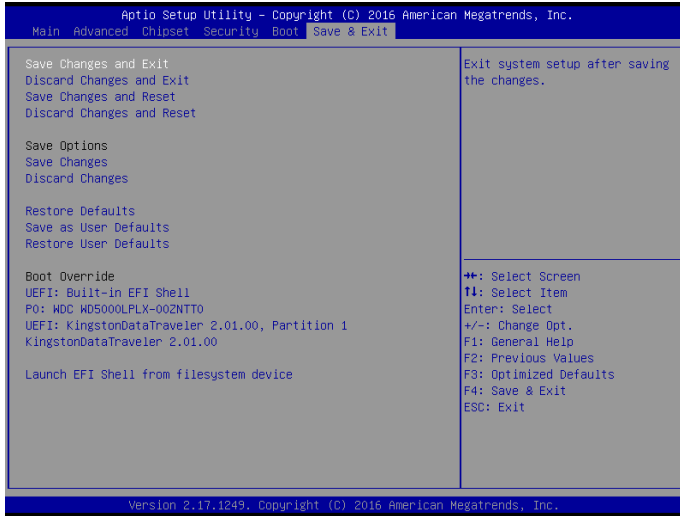 Aptio Setup Utility – Copyright (C) 2016 American Megatrends, Inc.
Main Advanced Chipset Security Boot Save & Exit
Save Changes and Exit
Discard Changes and Exit
Save Changes and Reset
Discard Changes and Reset
Save Options
Save Changes
Discard Changes
Restore Defaults
Save as User Defaults
Restore User Defaults
Boot Override
UEFI: Built-in EFI Shell
P0: WDC WD5000LPLX-00ZNTT0
UEFI: KingstonDataTraveler 2.01.00, Partition 1
KingstonDataTraveler 2.01.00
Launch EFI Shell from filesystem device
Exit system setup after saving
the changes.
→←: Select Screen
↑↓: Select Item
Enter: Select
+/-: Change Opt.
F1: General Help
F2: Previous Values
F3: Optimized Defaults
F4: Save & Exit
ESC: Exit
Version 2.17.1249. Copyright (C) 2016 American Megatrends, Inc.